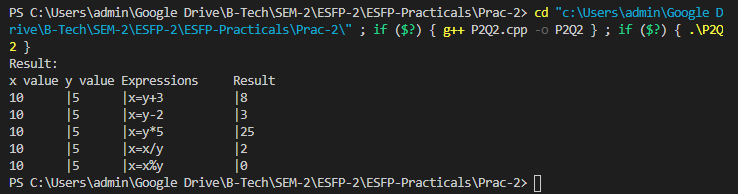 PS C:\Users\admin\Google Drive\B-Tech\SEM-2\ESFP-2\ESFP-Practicals\Prac-2> cd "c:\Users\admin\Google D
rive\B-Tech\SEM-2\ESFP-2\ESFP-Practicals\Prac-2\" ; if ($?) { g++ P2Q2.cpp -o P2Q2 } ; if ($?) { .\P2Q
2 }
Result:
x value y value Expressions     Result
10      |5      |x=y+3          |8
10      |5      |x=y-2          |3
10      |5      |x=y*5          |25
10      |5      |x=x/y          |2
10      |5      |x=x%y          |0
PS C:\Users\admin\Google Drive\B-Tech\SEM-2\ESFP-2\ESFP-Practicals\Prac-2>